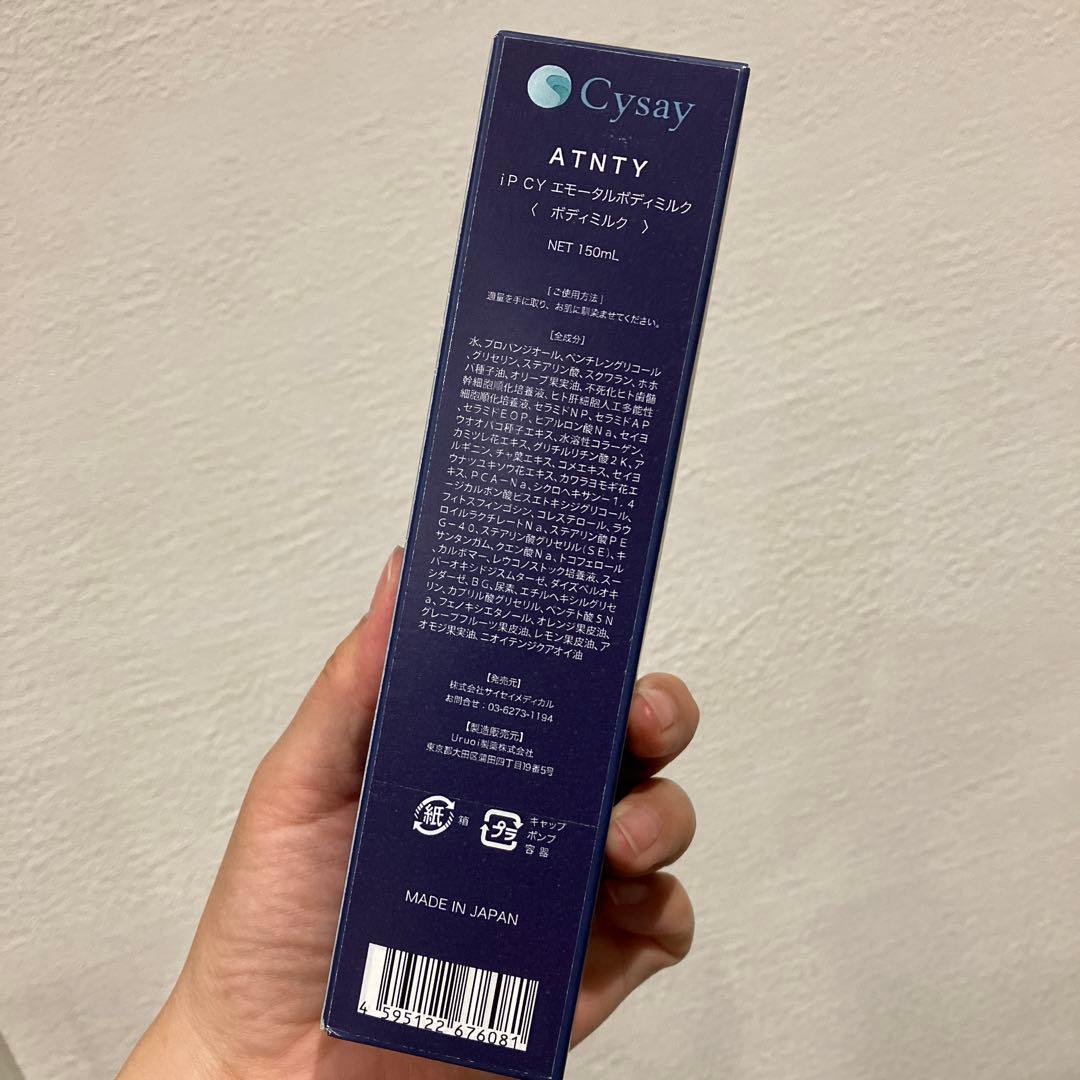 Cysay
ATNTY
iP CY エモータルボディミルク
〈 ボディミルク 〉
NET 150mL
[ご使用方法]
適量を手に取り、お肌に馴染ませてください。
[全成分]
水、プロパンジオール、ペンチレングリコール
、グリセリン、ステアリン酸、スクワラン、ホホ
バ種子油、オリーブ果実油、不死化ヒト歯髄
幹細胞順化培養液、ヒト肝細胞人工多能性
細胞順化培養液、セラミドNP、セラミドAP
、セラミドEOP、ヒアルロン酸Na、セイヨ
ウオオバコ種子エキス、水溶性コラーゲン、
カミツレ花エキス、グリチルリチン酸2K、ア
ルギニン、チャ葉エキス、コメエキス、セイヨ
ウナツユキソウ花エキス、カワラヨモギ花エ
キス、PCA-Na、シクロヘキサン-1,4
-ジカルボン酸ビスエトキシジグリコール、
フィトスフィンゴシン、コレステロール、ラウ
ロイルラクチレートNa、ステアリン酸PE
G-40、ステアリン酸グリセリル(SE)、キ
サンタンガム、クエン酸Na、トコフェロール
、カルボマー、レウコノストック培養液、スー
パーオキシドジスムターゼ、ダイズペルオキ
シダーゼ、BG、尿素、エチルヘキシルグリセ
リン、カプリル酸グリセリル、ペンテト酸5N
a、フェノキシエタノール、オレンジ果皮油、
グレープフルーツ果皮油、レモン果皮油、ア
オモジ果実油、ニオイテンジクアオイ油
【発売元】
株式会社サイセイメディカル
お問合せ:03-6273-1194
【製造販売元】
Uruoi製薬株式会社
東京都大田区蒲田四丁目19番5号
紙 箱
プラ キャップ
ポンプ
容器
MADE IN JAPAN
4 595122 676081